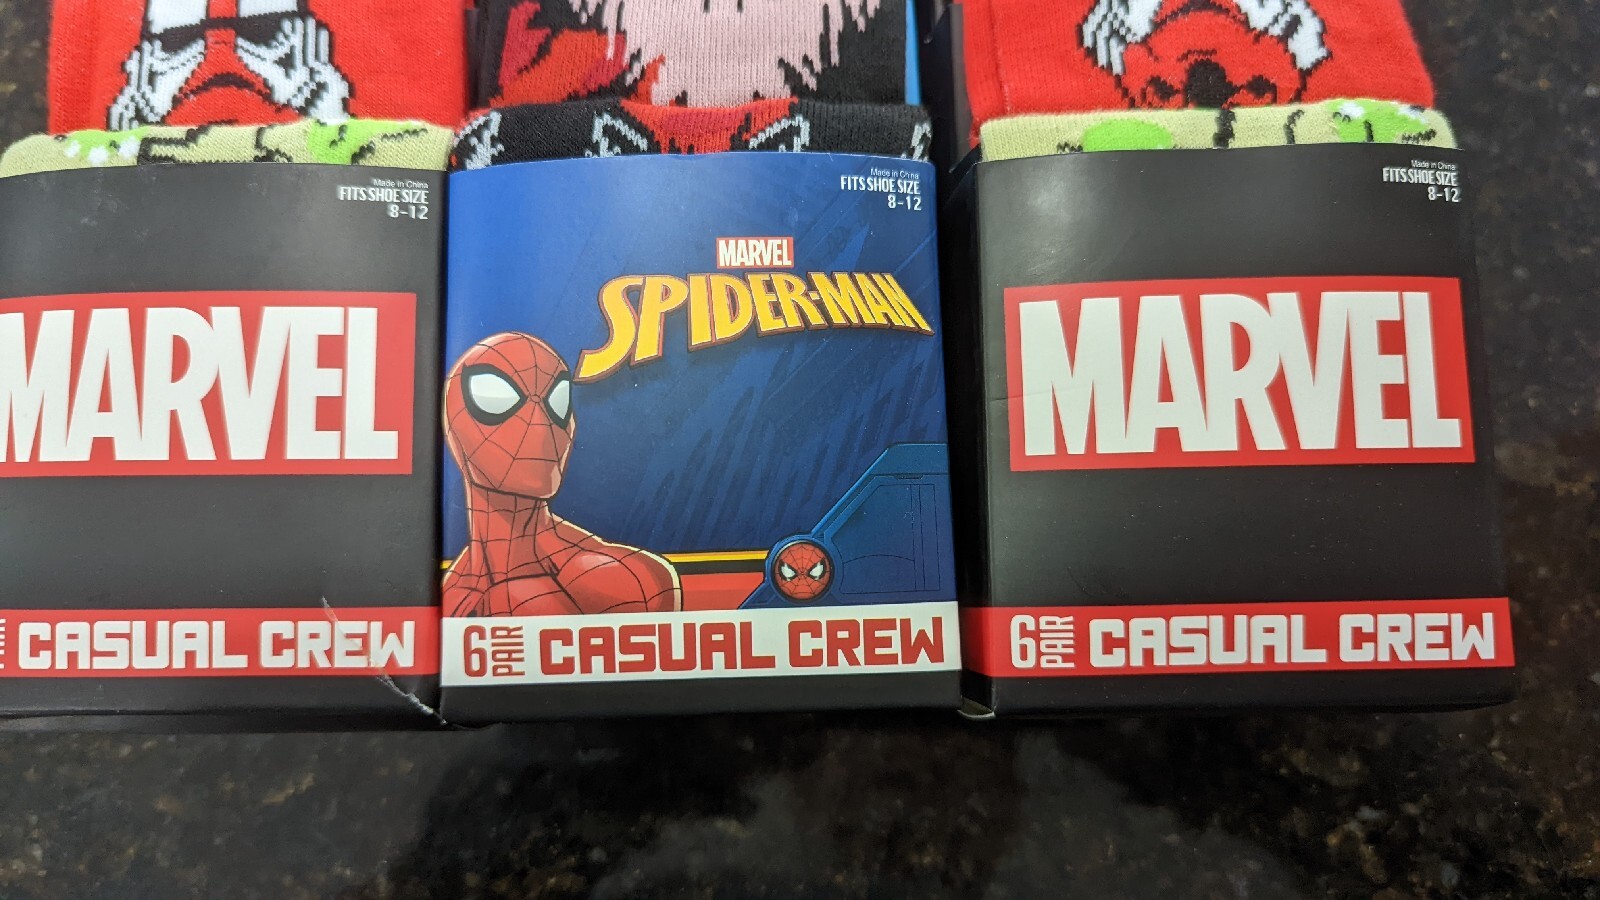 Made in China
FITS SHOE SIZE
8-12
MARVEL
CASUAL CREW
Made in China
FITS SHOE SIZE
8-12
MARVEL
SPIDER-MAN
6 PAIR CASUAL CREW
Made in China
FITS SHOE SIZE
8-12
MARVEL
6 PAIR CASUAL CREW